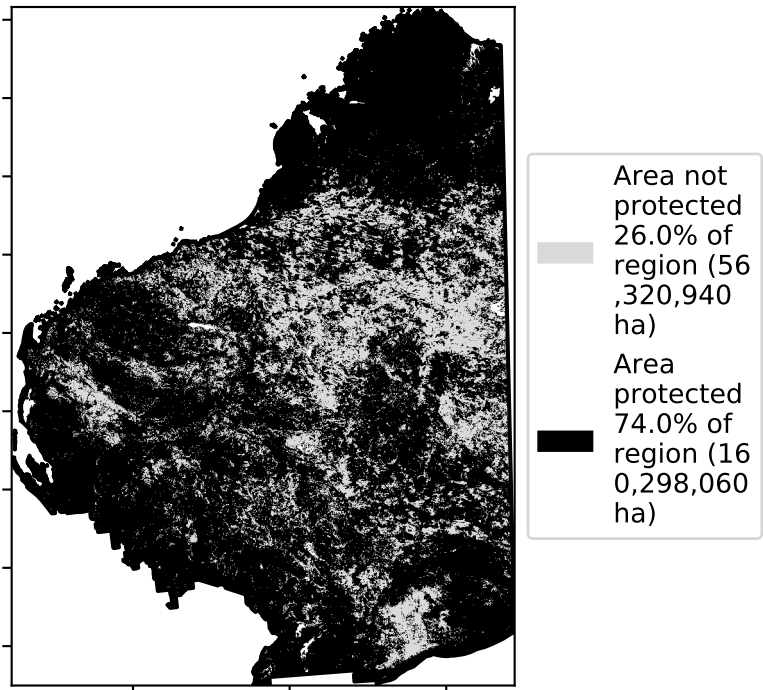 Area not
protected
26.0% of
region (56
,320,940
ha)
Area
protected
74.0% of
region (16
0,298,060
ha)